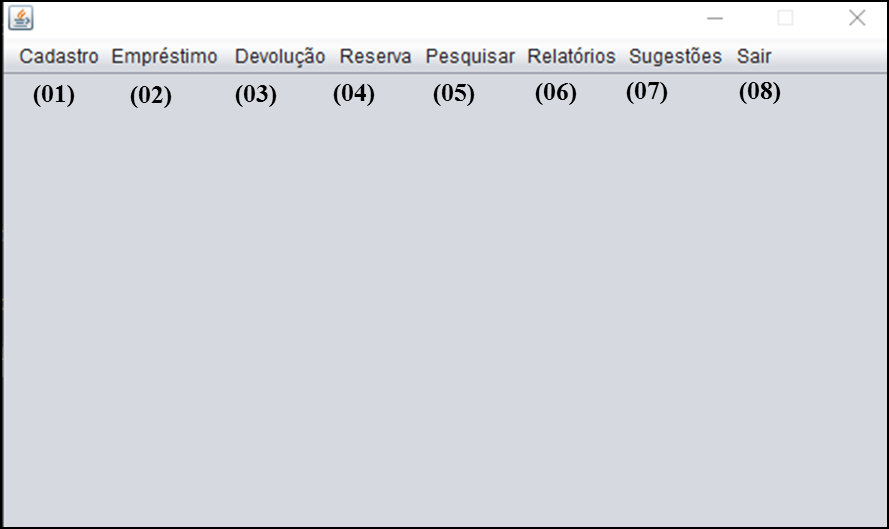 Cadastro Empréstimo Devolução Reserva Pesquisar Relatórios Sugestões Sair
(01) (02) (03) (04) (05) (06) (07) (08)